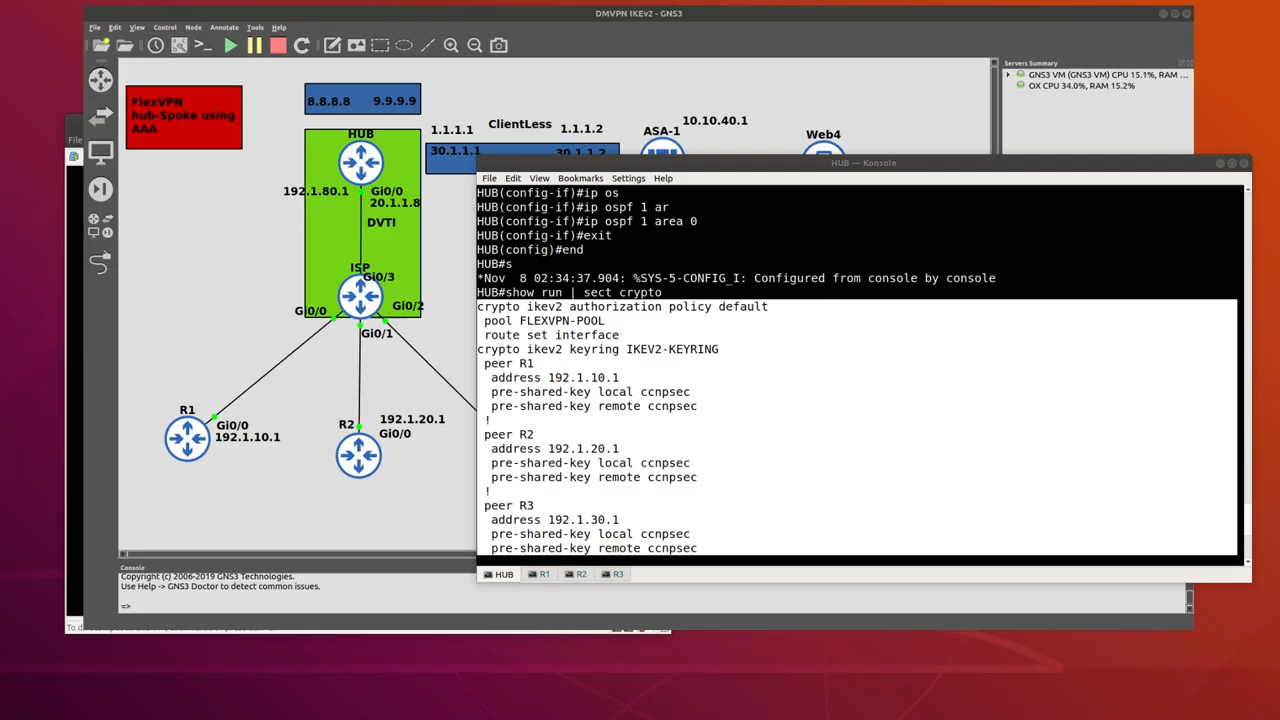 DMVPN IKEv2 - GNS3
File Edit View Control Node Annotate Tools Help
FlexVPN
hub-Spoke using
AAA
8.8.8.8 9.9.9.9
HUB
192.1.80.1 Gi0/0
20.1.1.8
DVTI
ISP
Gi0/3
Gi0/0
Gi0/2
Gi0/1
R1
Gi0/0
192.1.10.1
R2
192.1.20.1
Gi0/0
1.1.1.1 ClientLess 1.1.1.2
30.1.1.1 30.1.1.2
ASA-1
10.10.40.1
Web4
Servers Summary
GNS3 VM (GNS3 VM) CPU 15.1%, RAM ...
OX CPU 34.0%, RAM 15.2%
File
HUB — Konsole
File Edit View Bookmarks Settings Help
HUB(config-if)#ip os
HUB(config-if)#ip ospf 1 ar
HUB(config-if)#ip ospf 1 area 0
HUB(config-if)#exit
HUB(config)#end
HUB#s
*Nov  8 02:34:37.904: %SYS-5-CONFIG_I: Configured from console by console
HUB#show run | sect crypto
crypto ikev2 authorization policy default
 pool FLEXVPN-POOL
 route set interface
crypto ikev2 keyring IKEV2-KEYRING
 peer R1
  address 192.1.10.1
  pre-shared-key local ccnpsec
  pre-shared-key remote ccnpsec
 !
 peer R2
  address 192.1.20.1
  pre-shared-key local ccnpsec
  pre-shared-key remote ccnpsec
 !
 peer R3
  address 192.1.30.1
  pre-shared-key local ccnpsec
  pre-shared-key remote ccnpsec
HUB R1 R2 R3
Console
Copyright (c) 2006-2019 GNS3 Technologies.
Use Help -> GNS3 Doctor to detect common issues.
=>